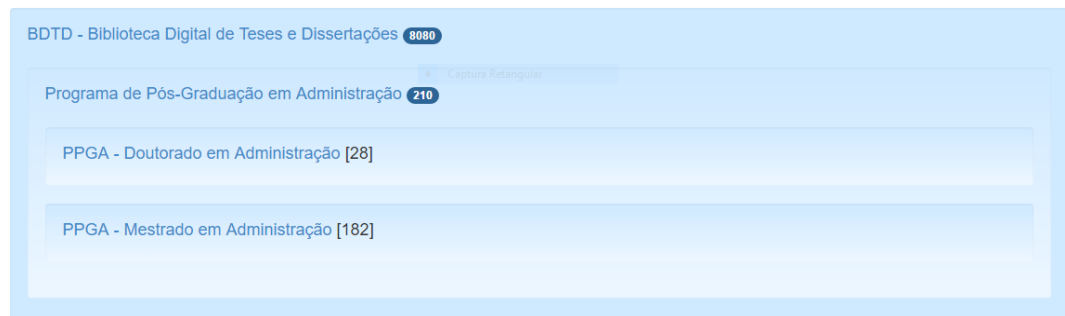 BDTD - Biblioteca Digital de Teses e Dissertações 8080
Captura Retangular
Programa de Pós-Graduação em Administração 210
PPGA - Doutorado em Administração [28]
PPGA - Mestrado em Administração [182]